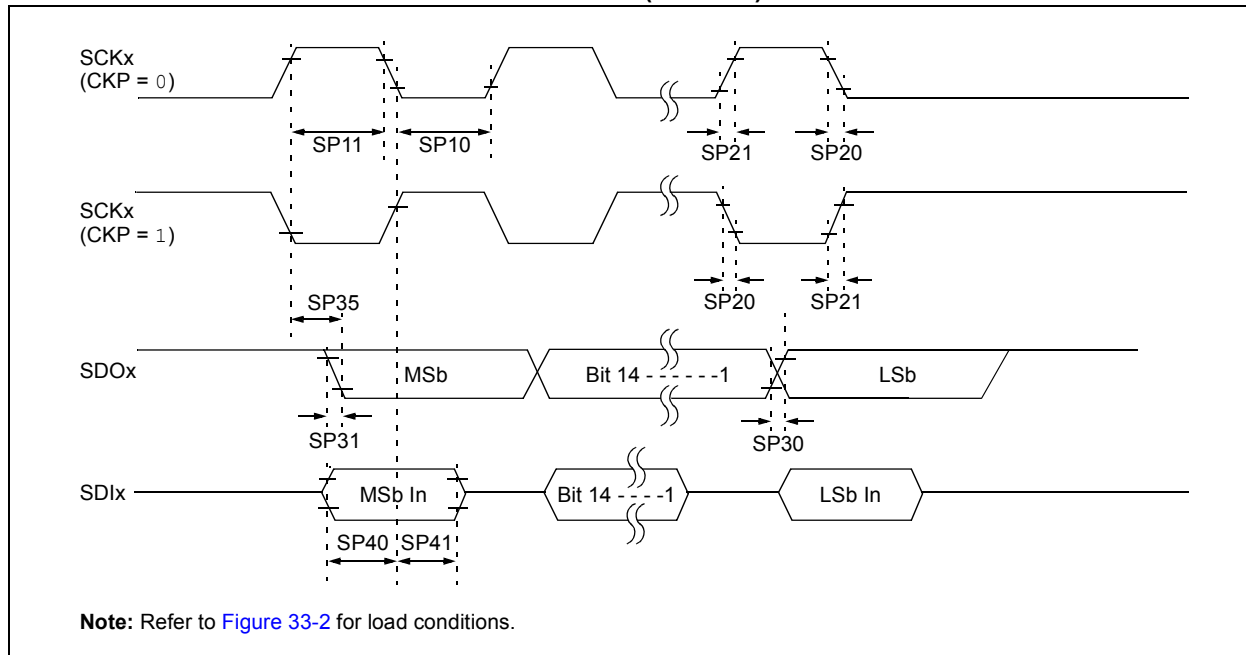 SCKx
(CKP = 0)
SP11
SP10
SP21
SP20
SCKx
(CKP = 1)
SP35
SP20
SP21
SDOx
MSb
Bit 14 - - - - - -1
LSb
SP31
SP30
SDIx
MSb In
Bit 14 - - - -1
LSb In
SP40
SP41
Note: Refer to Figure 33-2 for load conditions.